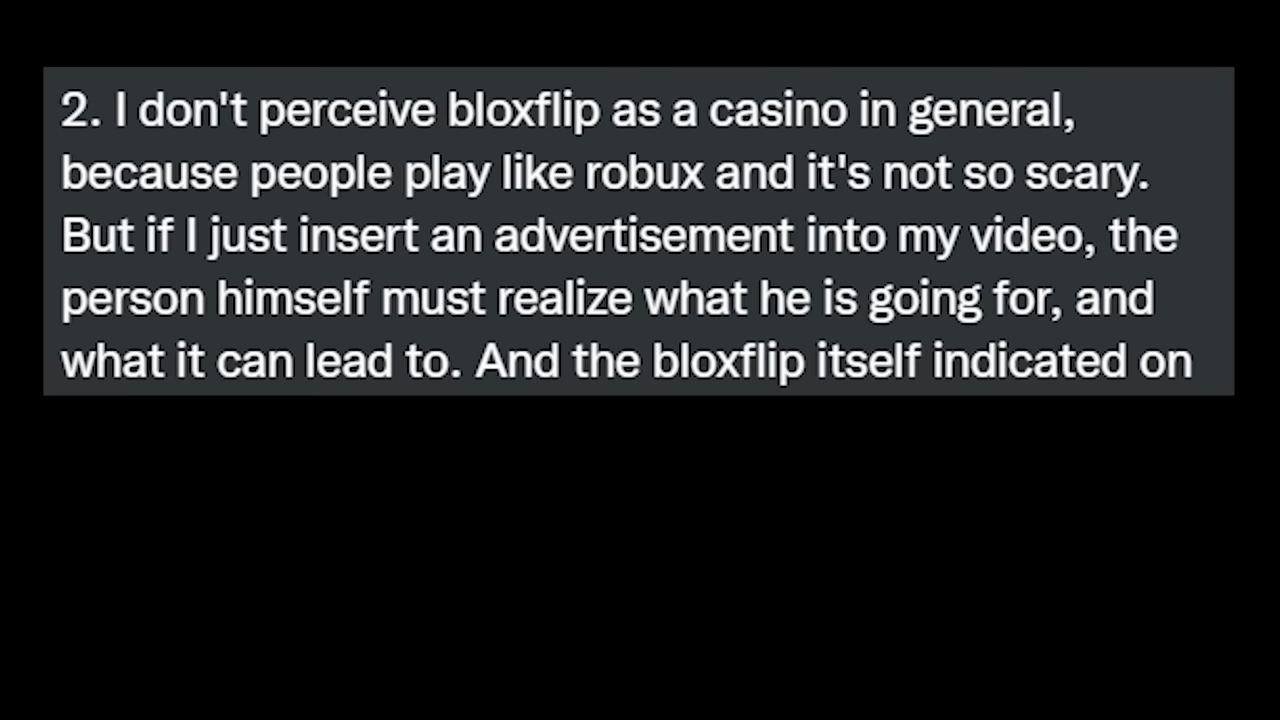 2. I don't perceive bloxflip as a casino in general,
because people play like robux and it's not so scary.
But if I just insert an advertisement into my video, the
person himself must realize what he is going for, and
what it can lead to. And the bloxflip itself indicated on